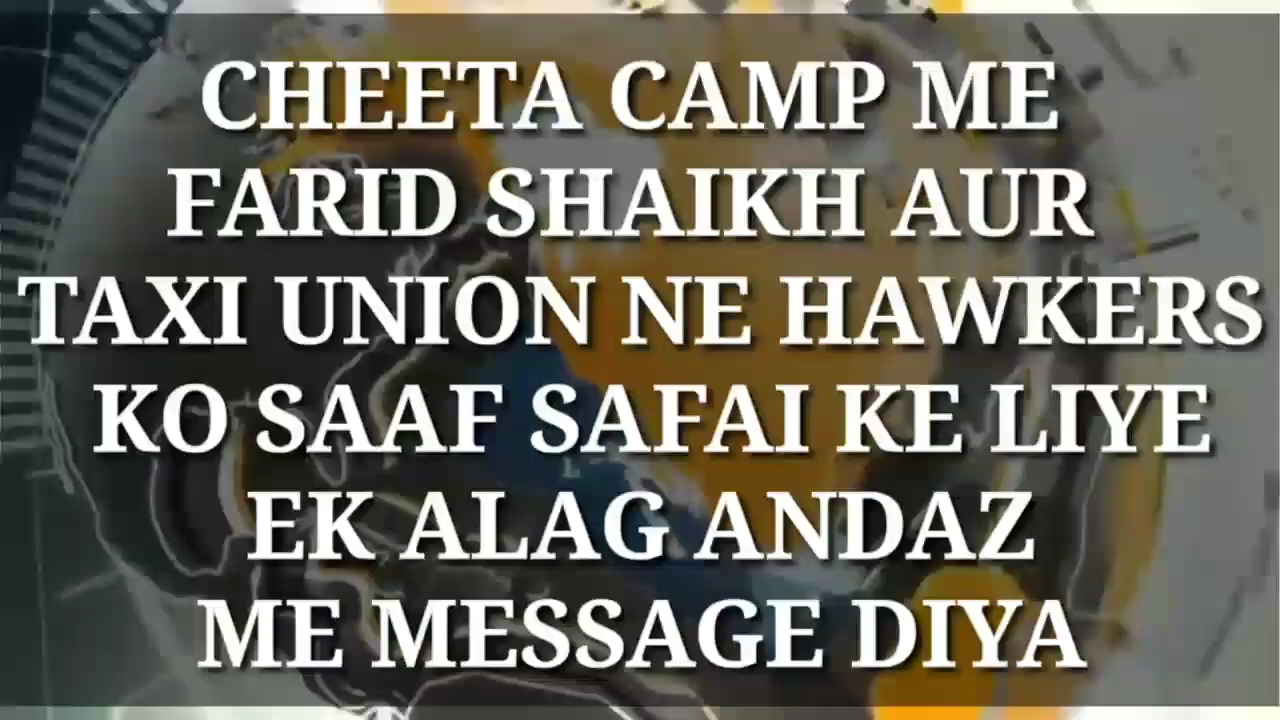 CHEETA CAMP ME
FARID SHAIKH AUR
TAXI UNION NE HAWKERS
KO SAAF SAFAI KE LIYE
EK ALAG ANDAZ
ME MESSAGE DIYA